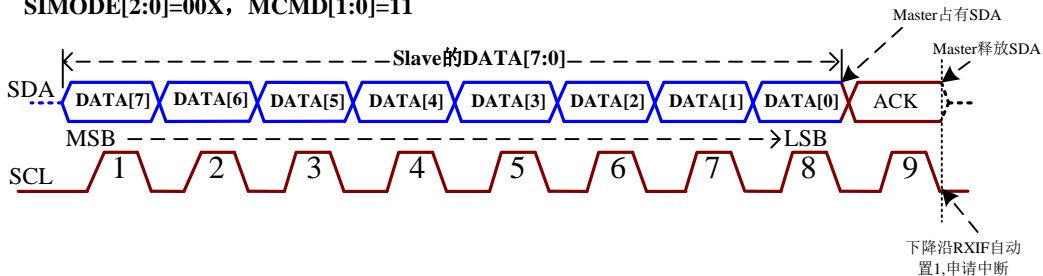 SIMODE[2:0]=00X，MCMD[1:0]=11
Master占有SDA
Master释放SDA
Slave的DATA[7:0]
SDA
DATA[7] DATA[6] DATA[5] DATA[4] DATA[3] DATA[2] DATA[1] DATA[0] ACK
MSB LSB
SCL
1 2 3 4 5 6 7 8 9
下降沿RXIF自动
置1,申请中断